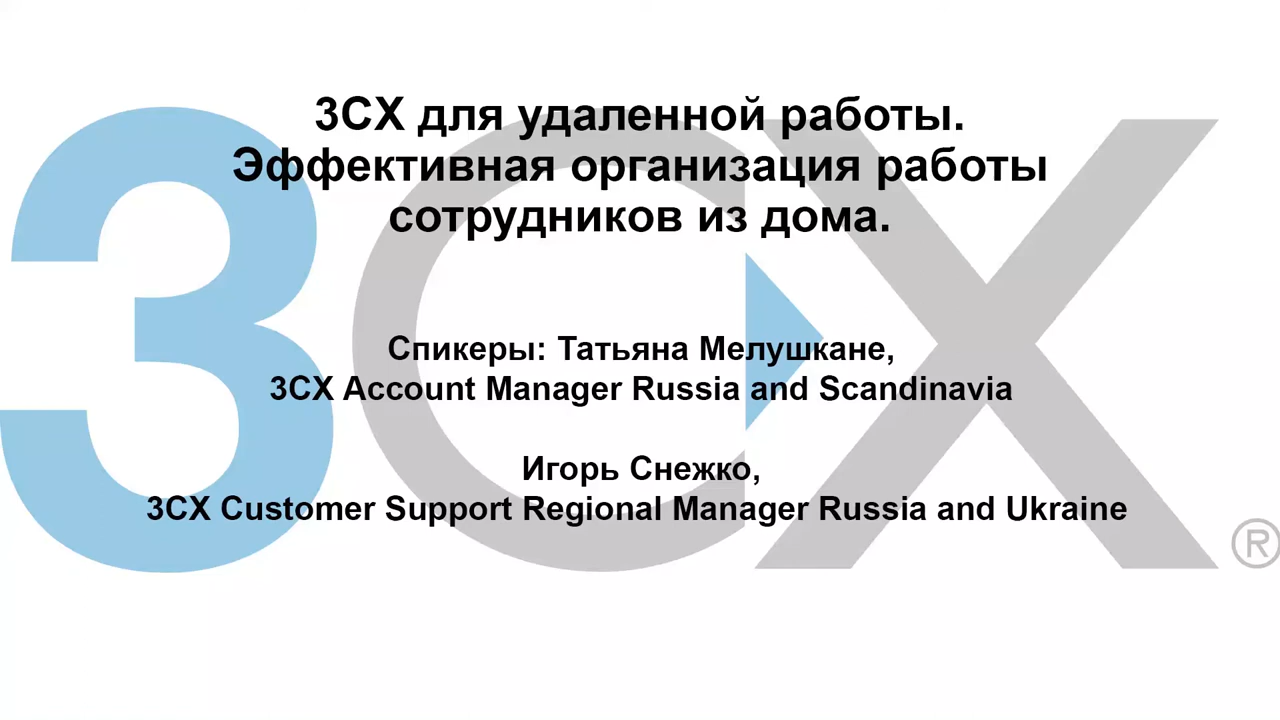 3CX для удаленной работы.
Эффективная организация работы
сотрудников из дома.
Спикеры: Татьяна Мелушкане,
3CX Account Manager Russia and Scandinavia
Игорь Снежко,
3CX Customer Support Regional Manager Russia and Ukraine
3CX®